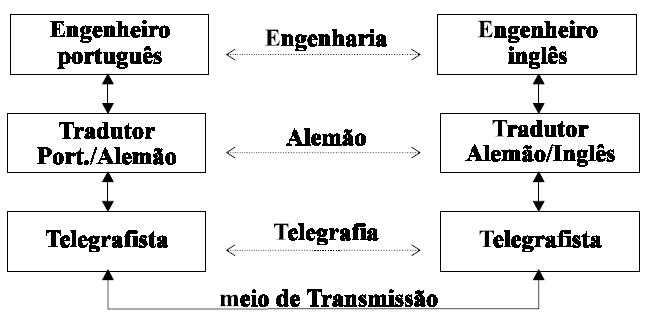 Engenheiro
português
Engenharia
Engenheiro
inglês
Tradutor
Port./Alemão
Alemão
Tradutor
Alemão/Inglês
Telegrafista
Telegrafia
Telegrafista
meio de Transmissão